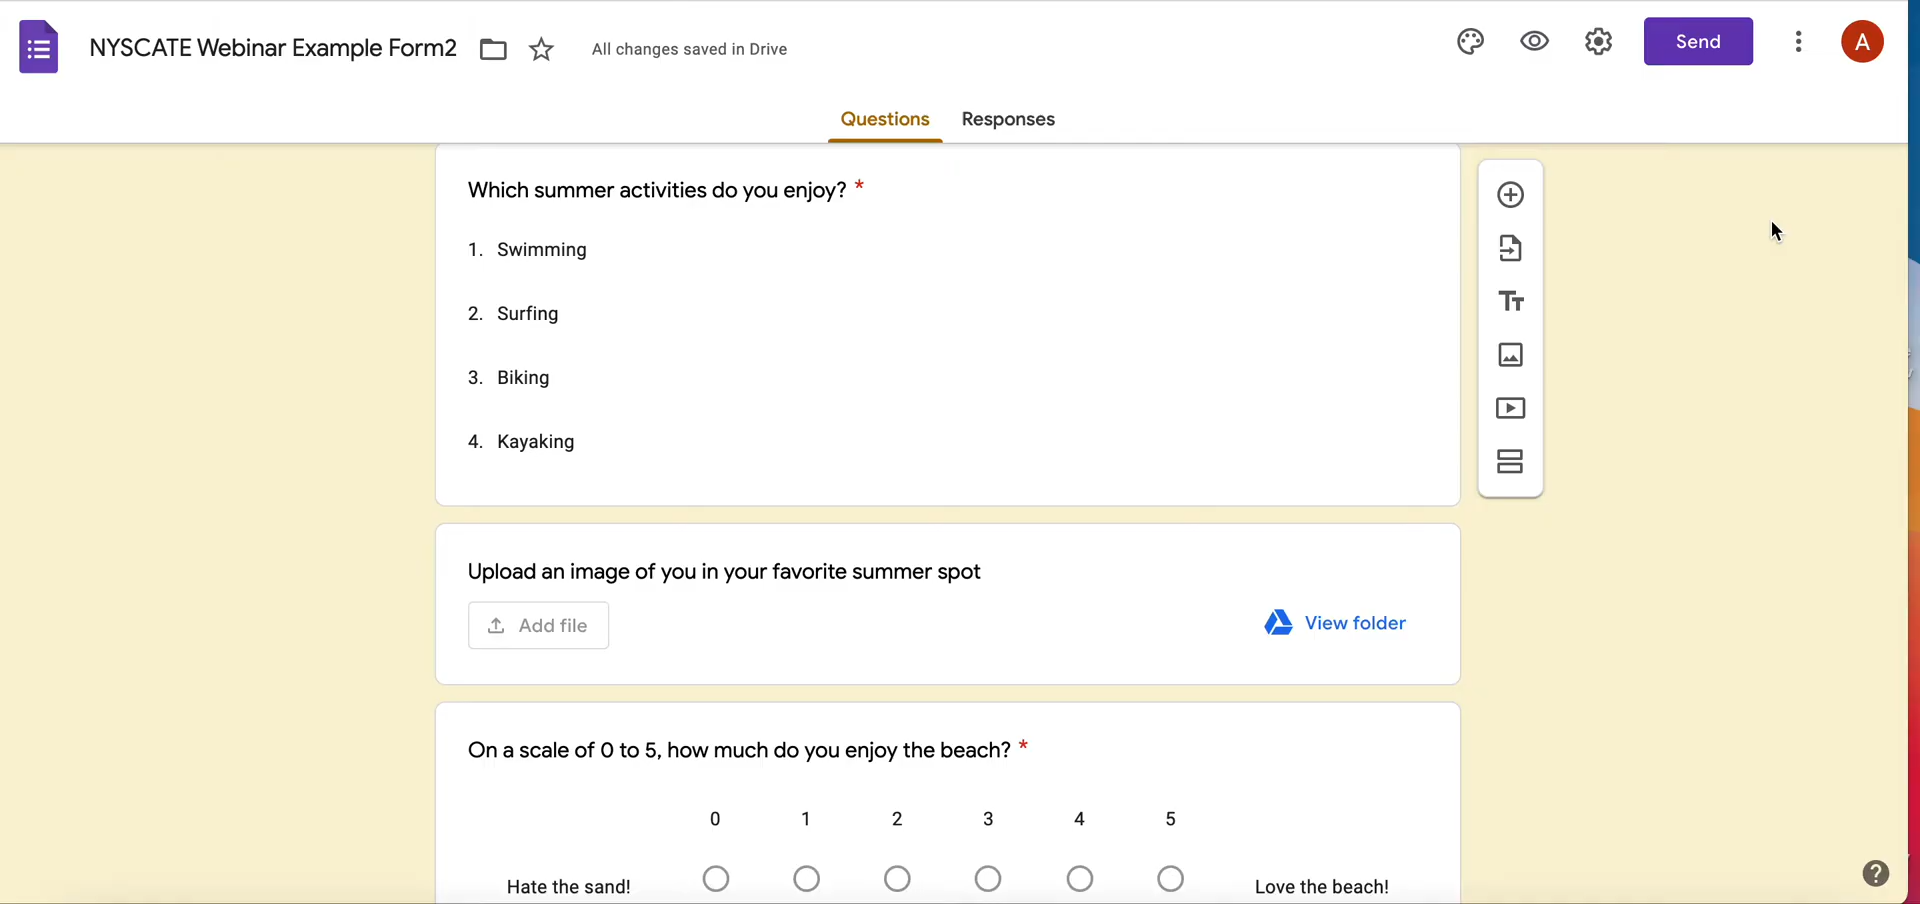 NYSCATE Webinar Example Form2
All changes saved in Drive
Send
A
Questions
Responses
Which summer activities do you enjoy? *
1. Swimming
2. Surfing
3. Biking
4. Kayaking
Upload an image of you in your favorite summer spot
Add file
View folder
On a scale of 0 to 5, how much do you enjoy the beach? *
0 1 2 3 4 5
Hate the sand!
Love the beach!